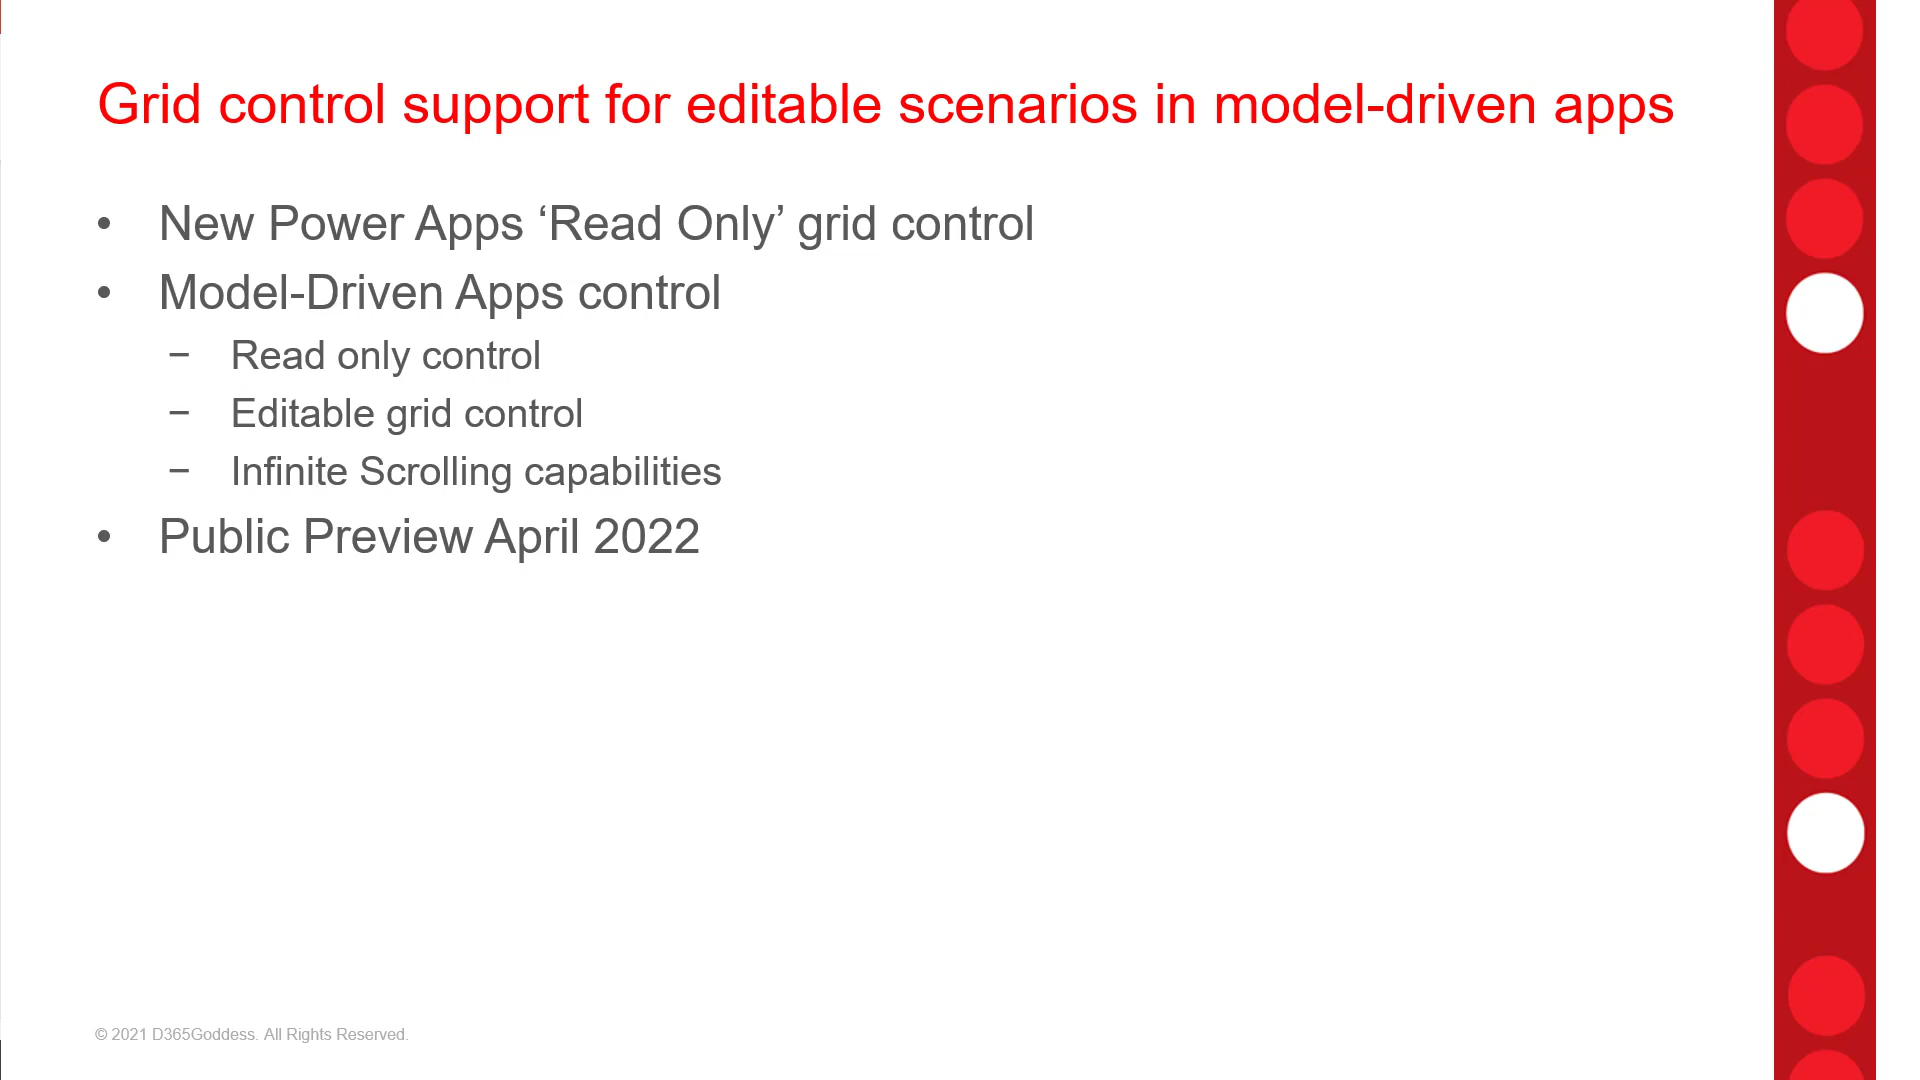 Grid control support for editable scenarios in model-driven apps
• New Power Apps ‘Read Only’ grid control
• Model-Driven Apps control
− Read only control
− Editable grid control
− Infinite Scrolling capabilities
• Public Preview April 2022
© 2021 D365Goddess. All Rights Reserved.